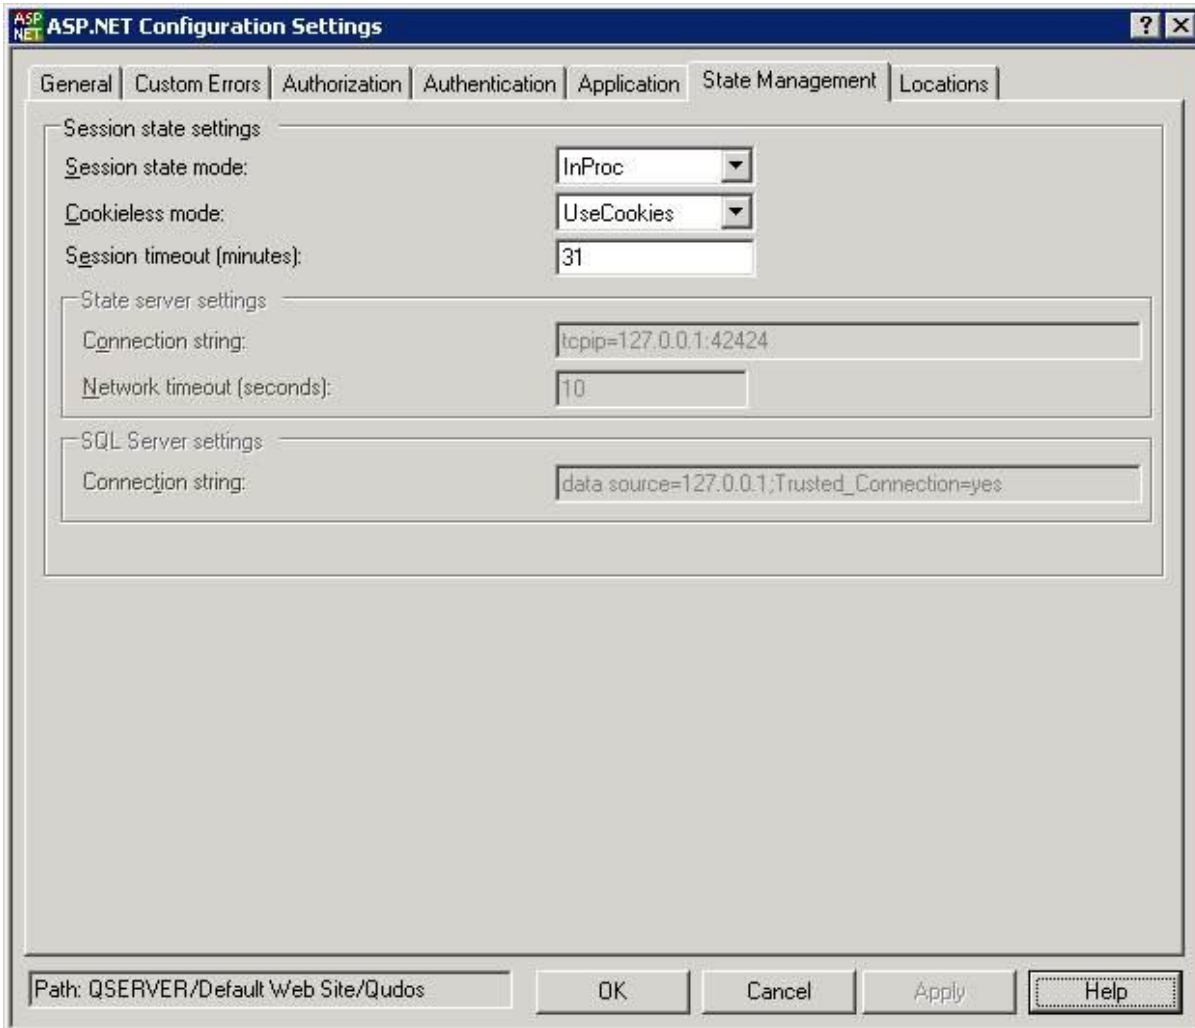 ASP NET ASP.NET Configuration Settings ? X
General Custom Errors Authorization Authentication Application State Management Locations
Session state settings
Session state mode: InProc
Cookieless mode: UseCookies
Session timeout (minutes): 31
State server settings
Connection string: tcpip=127.0.0.1:42424
Network timeout (seconds): 10
SQL Server settings
Connection string: data source=127.0.0.1;Trusted_Connection=yes
Path: QSERVER/Default Web Site/Qudos OK Cancel Apply Help